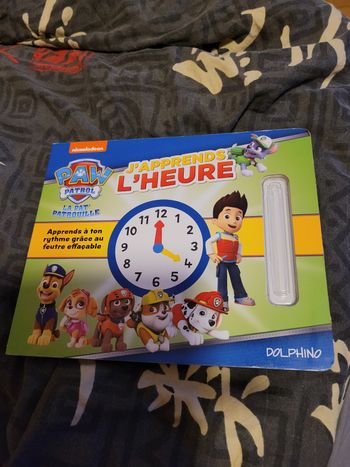 nickelodeon
PAW
PATROL
LA PAT'
PATROUILLE
J'APPRENDS
L'HEURE
Apprends à ton
rythme grâce au
feutre effaçable
12
1
2
3
4
5
6
7
8
9
10
11
DOLPHINO